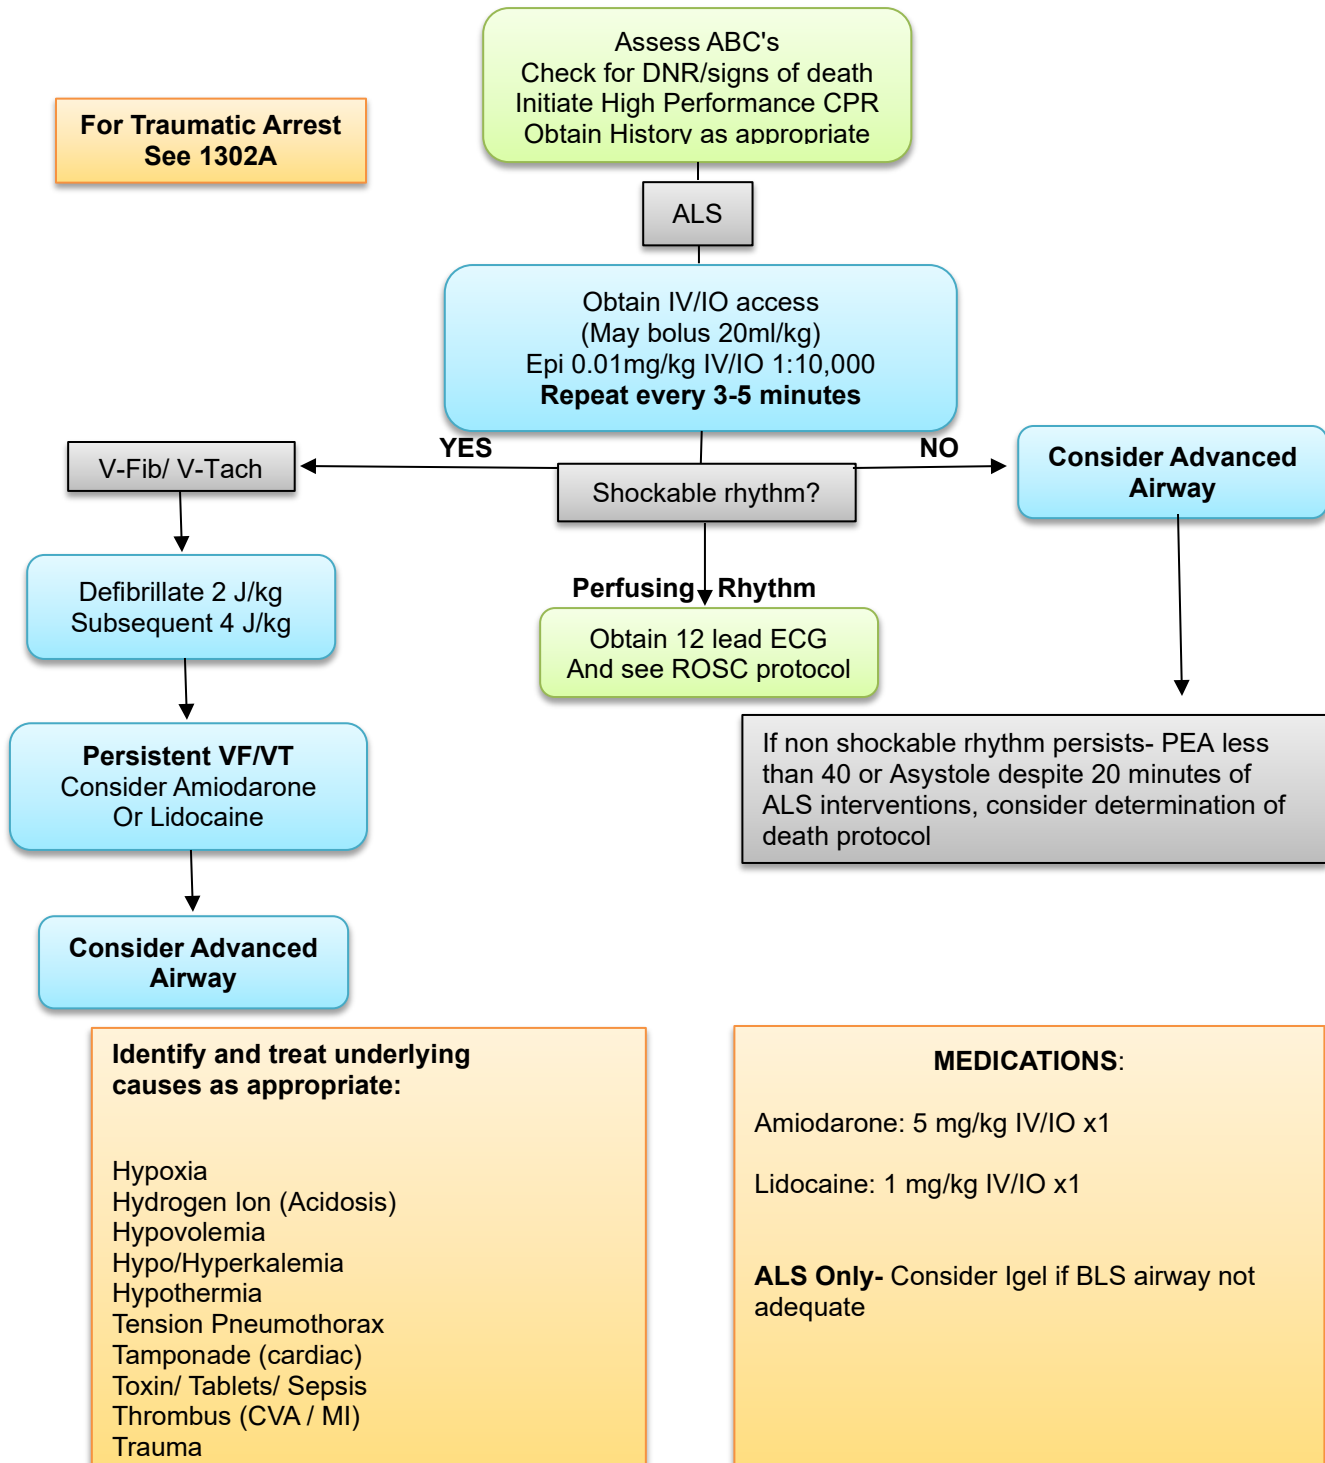 Assess ABC's
Check for DNR/signs of death
Initiate High Performance CPR
Obtain History as appropriate
For Traumatic Arrest
See 1302A
ALS
Obtain IV/IO access
(May bolus 20ml/kg)
Epi 0.01mg/kg IV/IO 1:10,000
Repeat every 3-5 minutes
YES
NO
V-Fib/ V-Tach
Shockable rhythm?
Consider Advanced
Airway
Defibrillate 2 J/kg
Subsequent 4 J/kg
Perfusing Rhythm
Obtain 12 lead ECG
And see ROSC protocol
Persistent VF/VT
Consider Amiodarone
Or Lidocaine
If non shockable rhythm persists- PEA less
than 40 or Asystole despite 20 minutes of
ALS interventions, consider determination of
death protocol
Consider Advanced
Airway
Identify and treat underlying
causes as appropriate:
Hypoxia
Hydrogen Ion (Acidosis)
Hypovolemia
Hypo/Hyperkalemia
Hypothermia
Tension Pneumothorax
Tamponade (cardiac)
Toxin/ Tablets/ Sepsis
Thrombus (CVA / MI)
Trauma
MEDICATIONS:
Amiodarone: 5 mg/kg IV/IO x1
Lidocaine: 1 mg/kg IV/IO x1
ALS Only- Consider Igel if BLS airway not
adequate